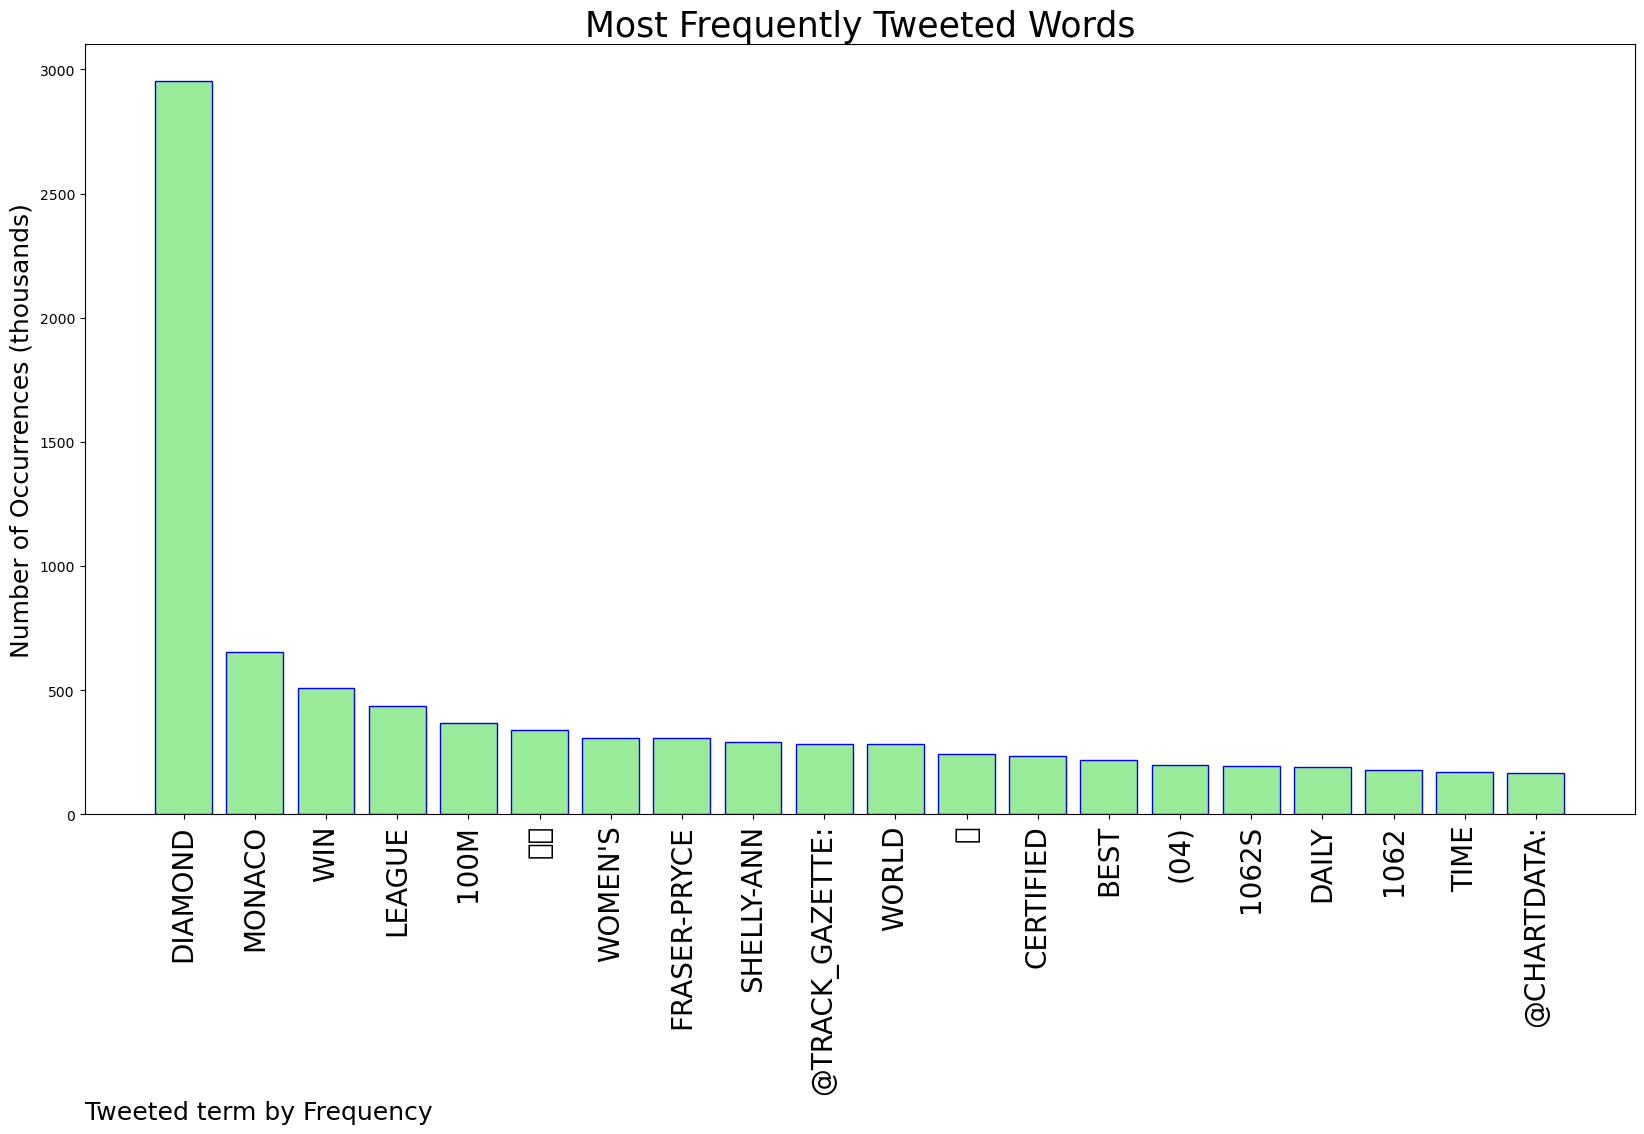 Most Frequently Tweeted Words
Number of Occurrences (thousands)
3000
2500
2000
1500
1000
500
0
DIAMOND
MONACO
WIN
LEAGUE
100M
WOMEN'S
FRASER-PRYCE
SHELLY-ANN
@TRACK_GAZETTE:
WORLD
CERTIFIED
BEST
(04)
1062S
DAILY
1062
TIME
@CHARTDATA:
Tweeted term by Frequency